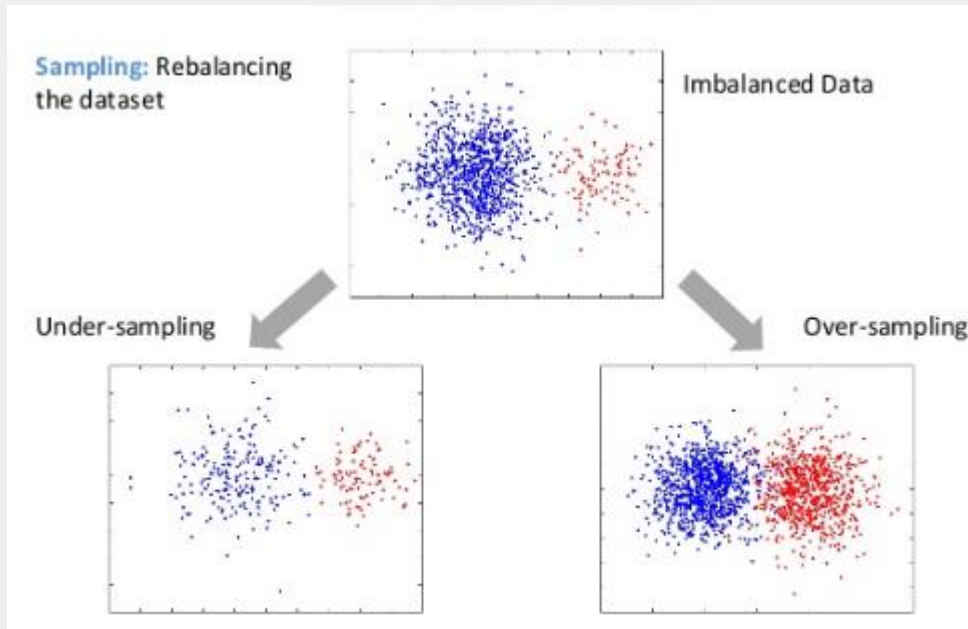 Sampling: Rebalancing
the dataset
Imbalanced Data
Under-sampling
Over-sampling